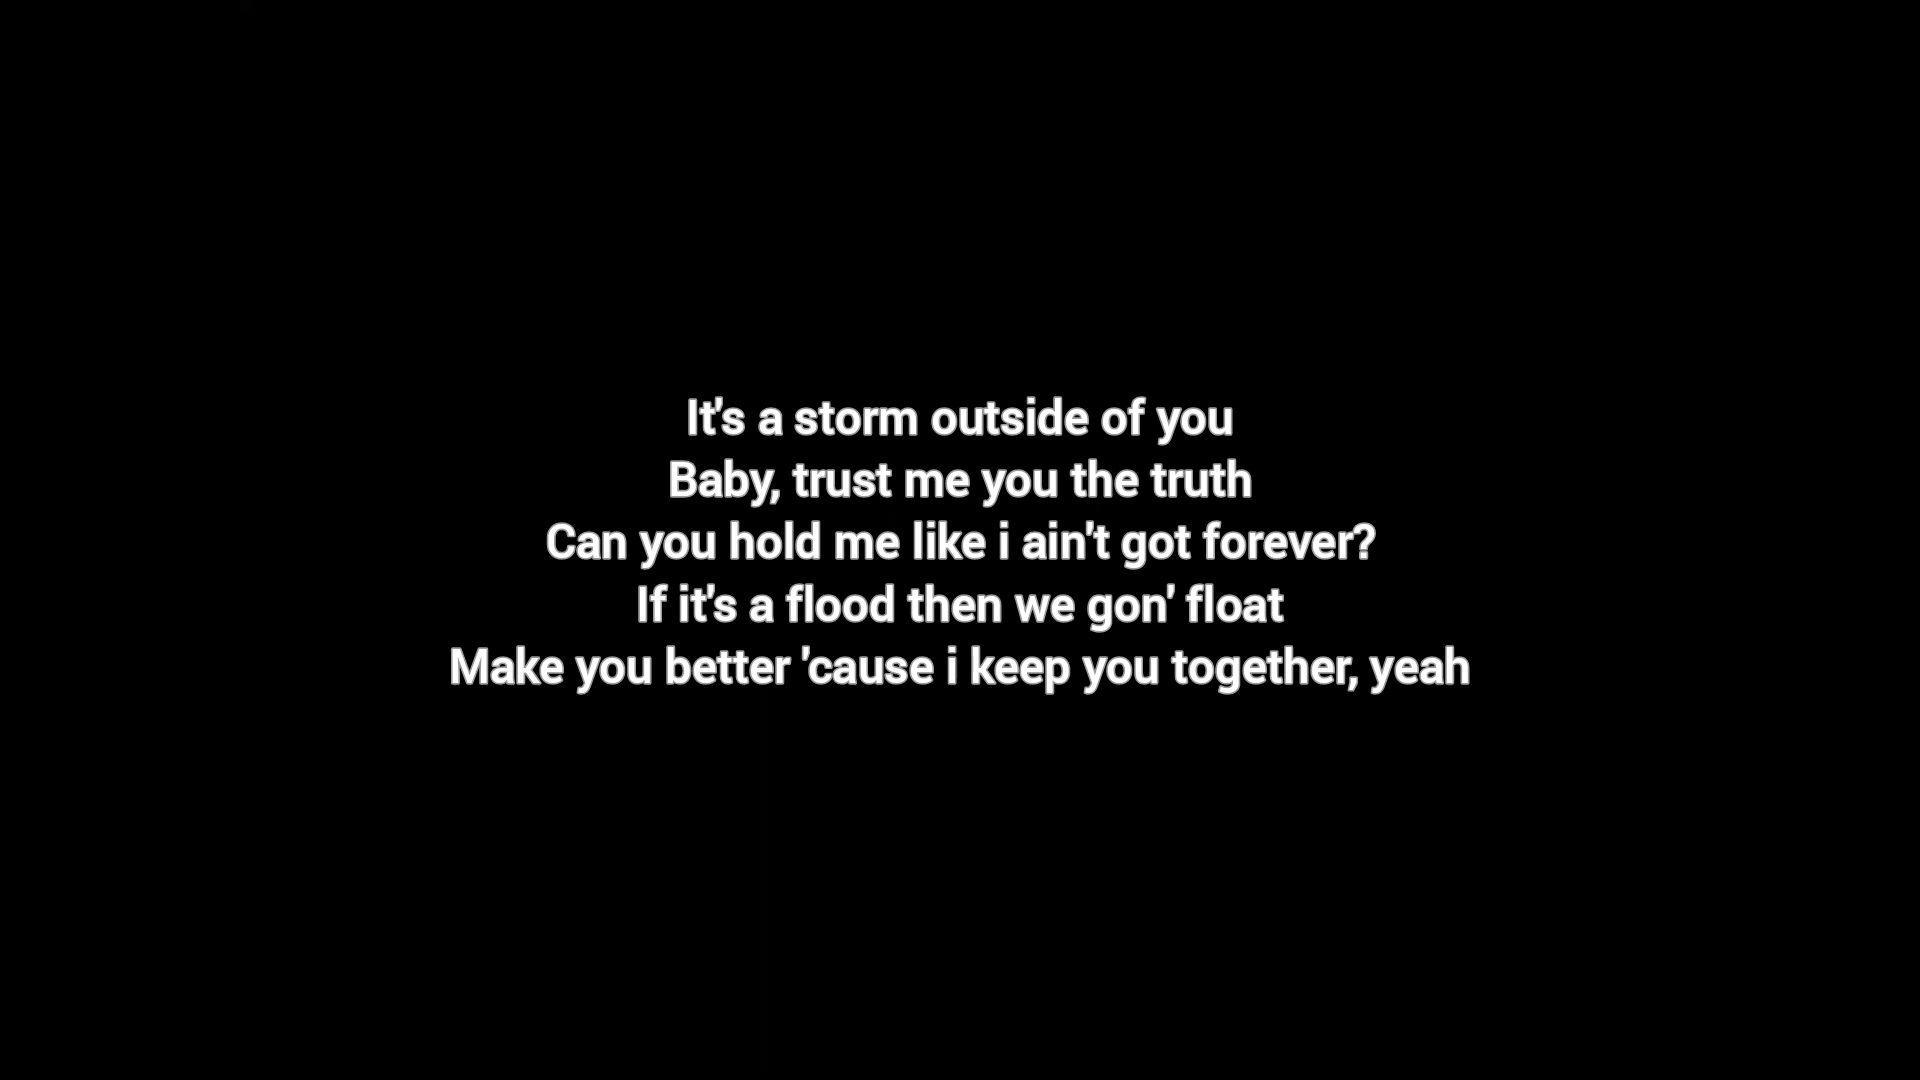 It's a storm outside of you
Baby, trust me you the truth
Can you hold me like i ain't got forever?
If it's a flood then we gon' float
Make you better 'cause i keep you together, yeah